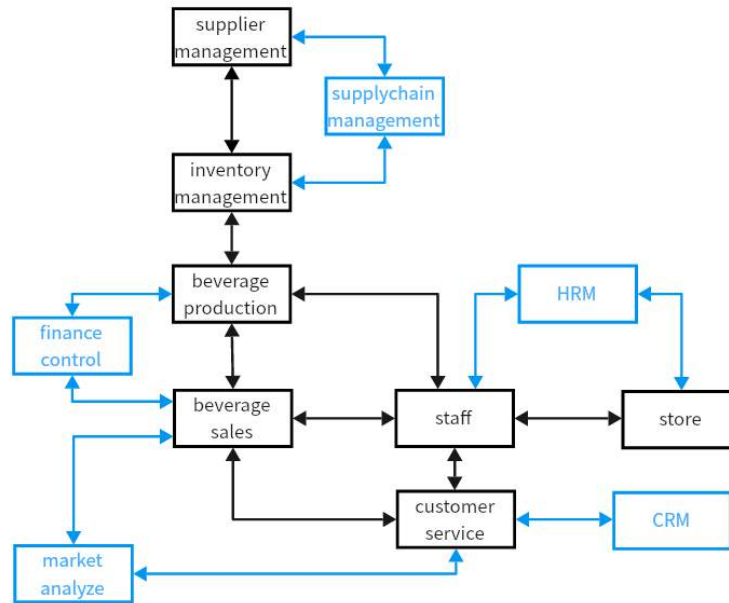 supplier
management
supplychain
management
inventory
management
beverage
production
HRM
finance
control
beverage
sales
staff
store
customer
service
CRM
market
analyze